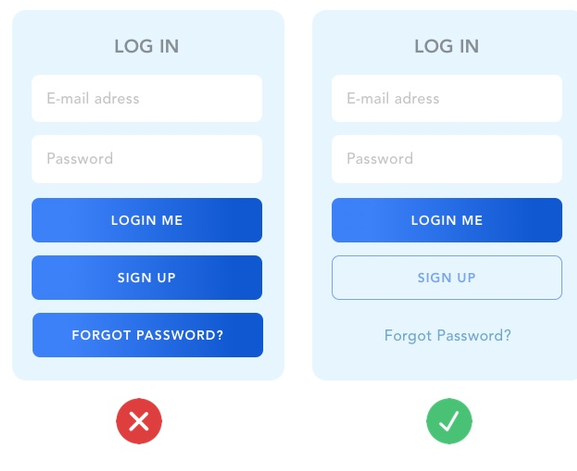 LOG IN
E-mail adress
Password
LOGIN ME
SIGN UP
FORGOT PASSWORD?
LOG IN
E-mail adress
Password
LOGIN ME
SIGN UP
Forgot Password?